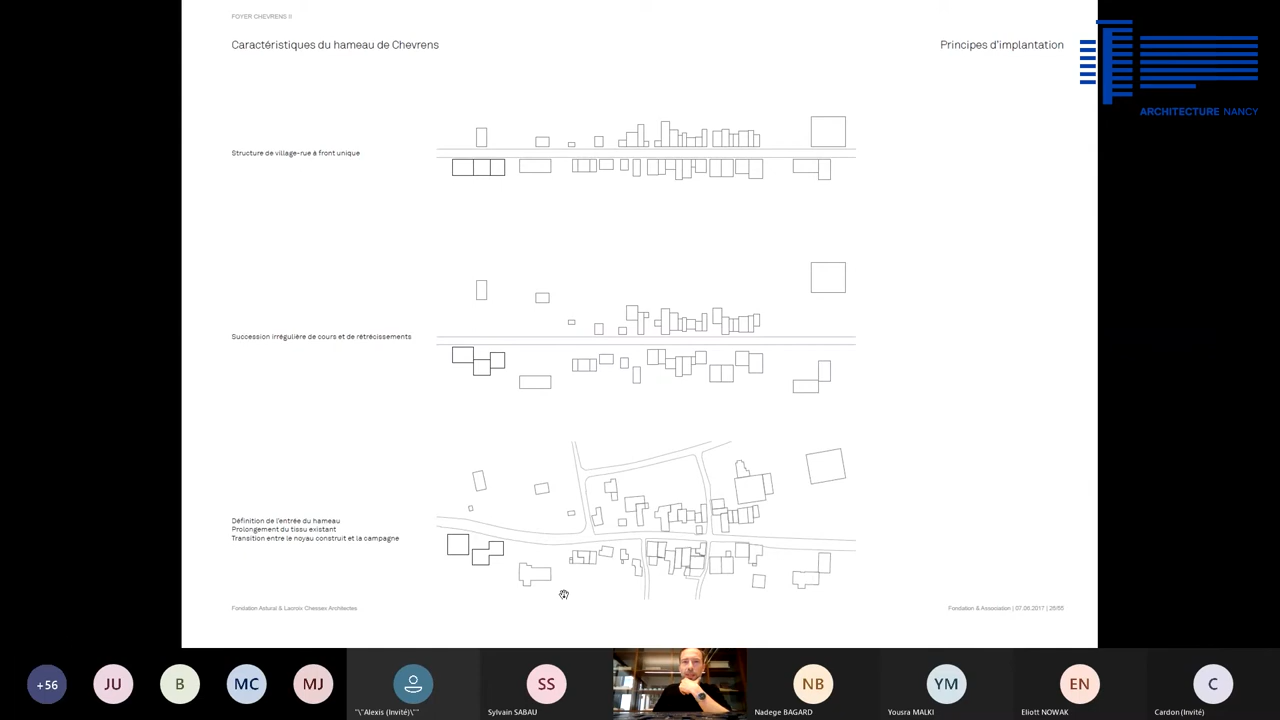 FOYER CHEVRENS II
Caractéristiques du hameau de Chevrens
Principes d'implantation
ARCHITECTURE NANCY
Structure de village-rue à front unique
Succession irrégulière de cours et de rétrécissements
Définition de l'entrée du hameau
Prolongement du tissu existant
Transition entre le noyau construit et la campagne
Fondation Astural & Lacroix Chessex Architectes
Fondation & Association | 07.06.2017 | 26/65
+56
JU
B
MC
MJ
SS
NB
YM
EN
C
"\"Alexis (Invité)\""
Sylvain SABAU
Nadege BAGARD
Yousra MALKI
Eliott NOWAK
Cardon (Invité)